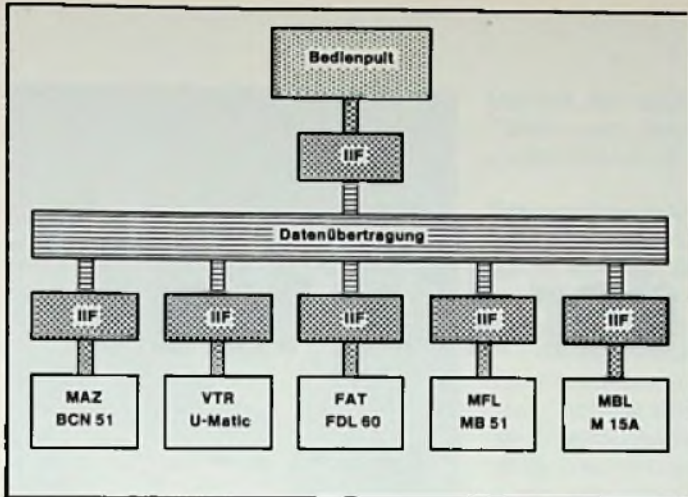 Bedienpult
IIF
Datenübertragung
IIF IIF IIF IIF IIF
MAZ VTR FAT MFL MBL
BCN 51 U-Matic FDL 60 MB 51 M 15A